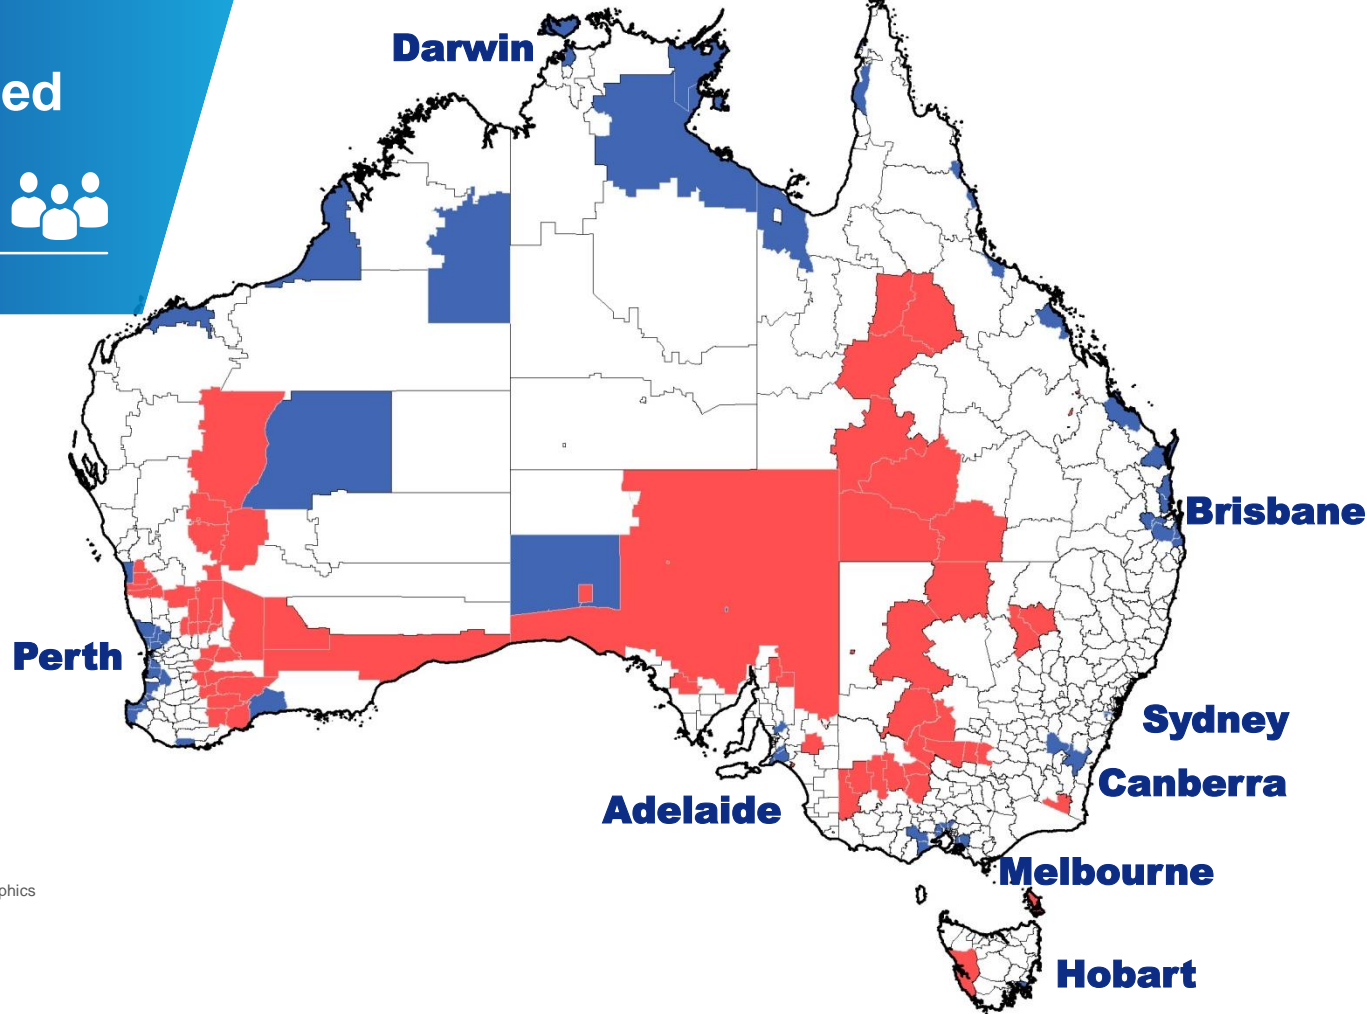 Darwin
ed
Brisbane
Perth
Sydney
Canberra
Adelaide
Melbourne
phics
Hobart